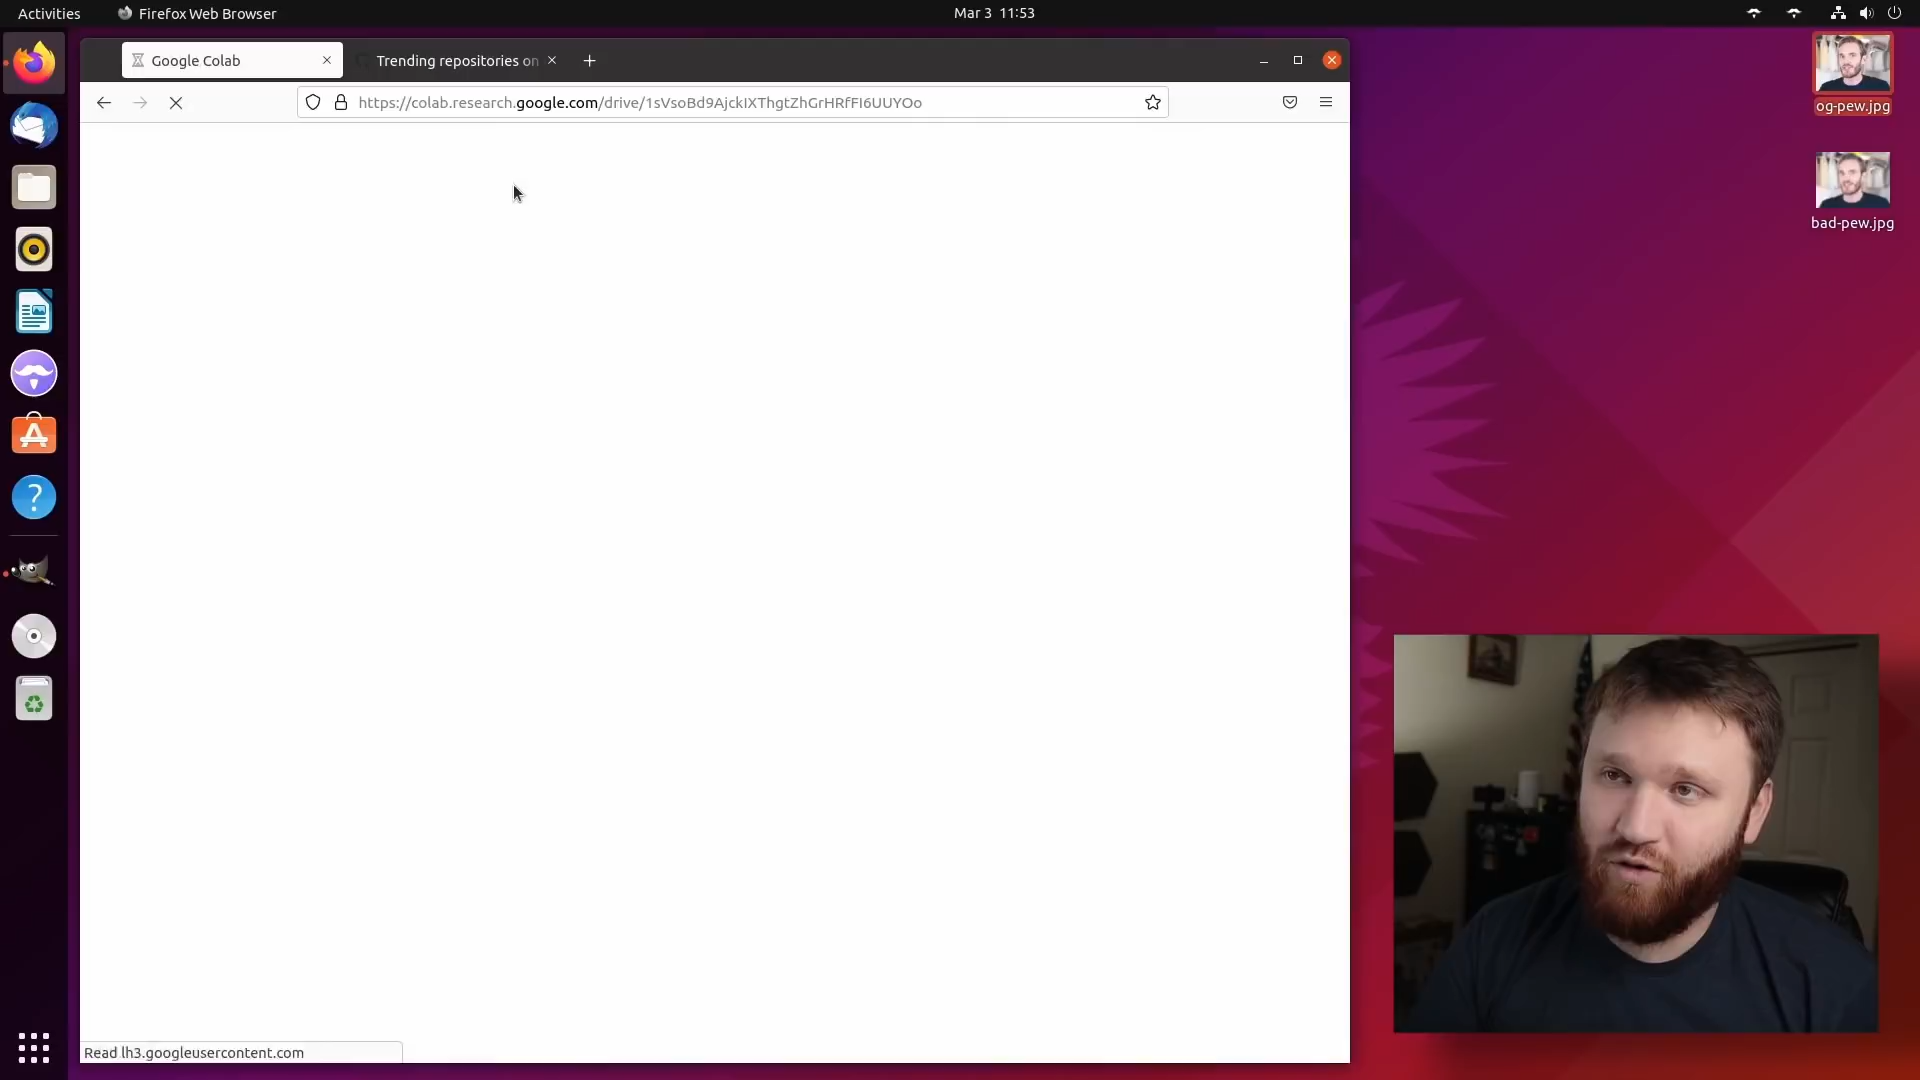 Activities
Firefox Web Browser
Mar 3 11:53
Google Colab
Trending repositories on
https://colab.research.google.com/drive/1sVsoBd9AjckIXThgtZhGrHRfFI6UUYOo
og-pew.jpg
bad-pew.jpg
Read lh3.googleusercontent.com